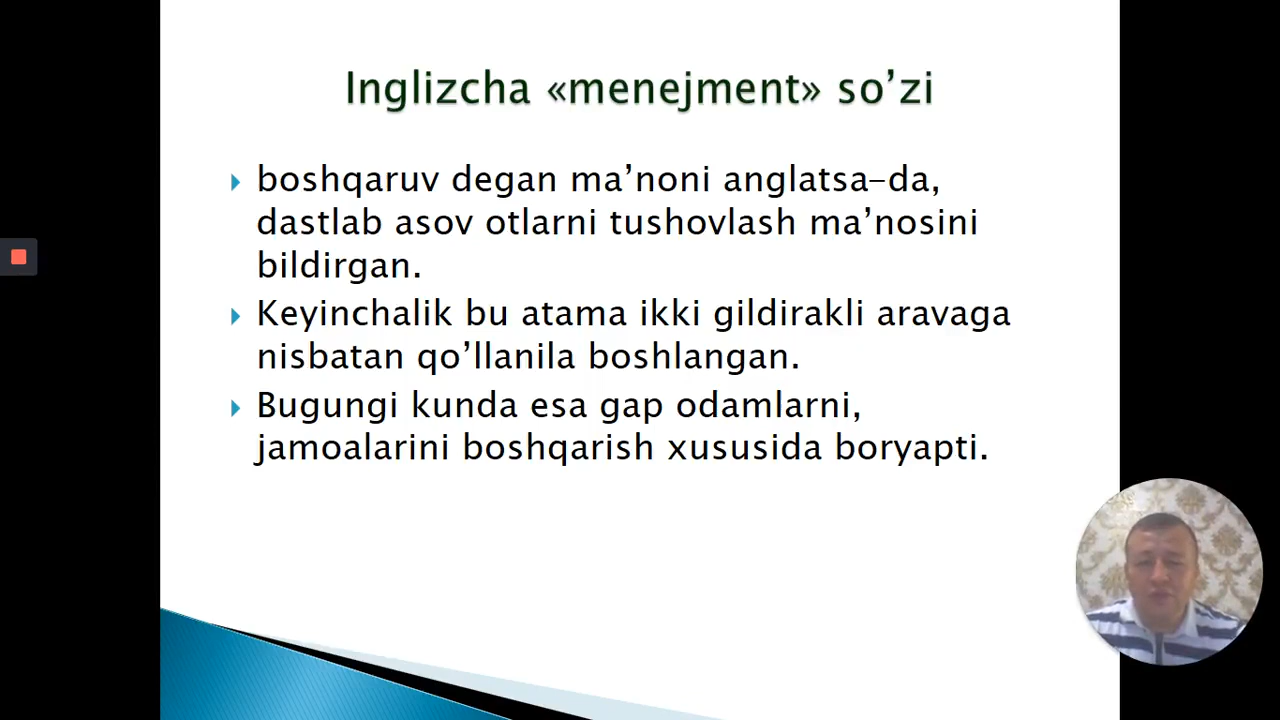 Inglizcha «menejment» so’zi
boshqaruv degan ma’noni anglatsa-da,
dastlab asov otlarni tushovlash ma’nosini
bildirgan.
Keyinchalik bu atama ikki gildirakli aravaga
nisbatan qo’llanila boshlangan.
Bugungi kunda esa gap odamlarni,
jamoalarini boshqarish xususida boryapti.